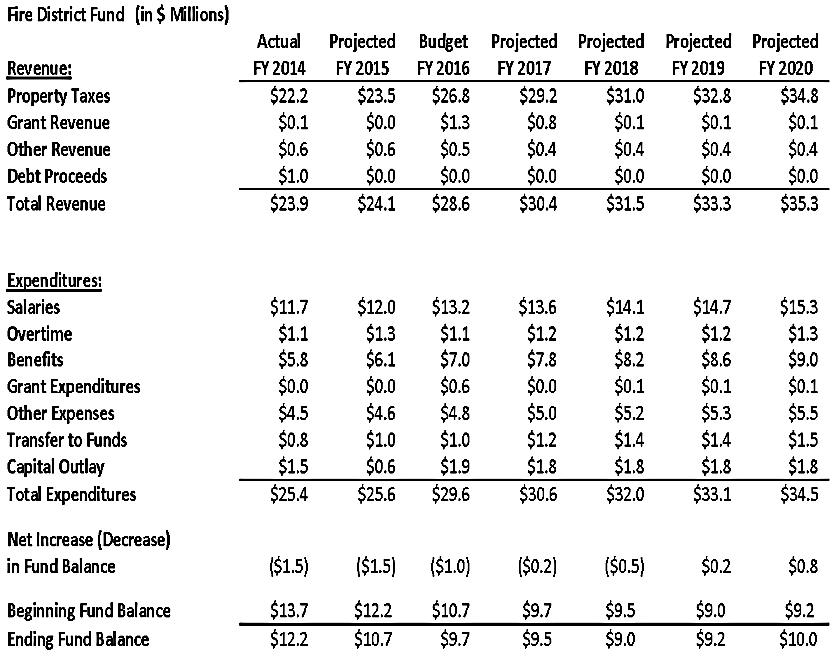 Fire District Fund (in $ Millions)
Actual Projected Budget Projected Projected Projected Projected
Revenue: FY 2014 FY 2015 FY 2016 FY 2017 FY 2018 FY 2019 FY 2020
Property Taxes $22.2 $23.5 $26.8 $29.2 $31.0 $32.8 $34.8
Grant Revenue $0.1 $0.0 $1.3 $0.8 $0.1 $0.1 $0.1
Other Revenue $0.6 $0.6 $0.5 $0.4 $0.4 $0.4 $0.4
Debt Proceeds $1.0 $0.0 $0.0 $0.0 $0.0 $0.0 $0.0
Total Revenue $23.9 $24.1 $28.6 $30.4 $31.5 $33.3 $35.3
Expenditures:
Salaries $11.7 $12.0 $13.2 $13.6 $14.1 $14.7 $15.3
Overtime $1.1 $1.3 $1.1 $1.2 $1.2 $1.2 $1.3
Benefits $5.8 $6.1 $7.0 $7.8 $8.2 $8.6 $9.0
Grant Expenditures $0.0 $0.0 $0.6 $0.0 $0.1 $0.1 $0.1
Other Expenses $4.5 $4.6 $4.8 $5.0 $5.2 $5.3 $5.5
Transfer to Funds $0.8 $1.0 $1.0 $1.2 $1.4 $1.4 $1.5
Capital Outlay $1.5 $0.6 $1.9 $1.8 $1.8 $1.8 $1.8
Total Expenditures $25.4 $25.6 $29.6 $30.6 $32.0 $33.1 $34.5
Net Increase (Decrease)
in Fund Balance ($1.5) ($1.5) ($1.0) ($0.2) ($0.5) $0.2 $0.8
Beginning Fund Balance $13.7 $12.2 $10.7 $9.7 $9.5 $9.0 $9.2
Ending Fund Balance $12.2 $10.7 $9.7 $9.5 $9.0 $9.2 $10.0